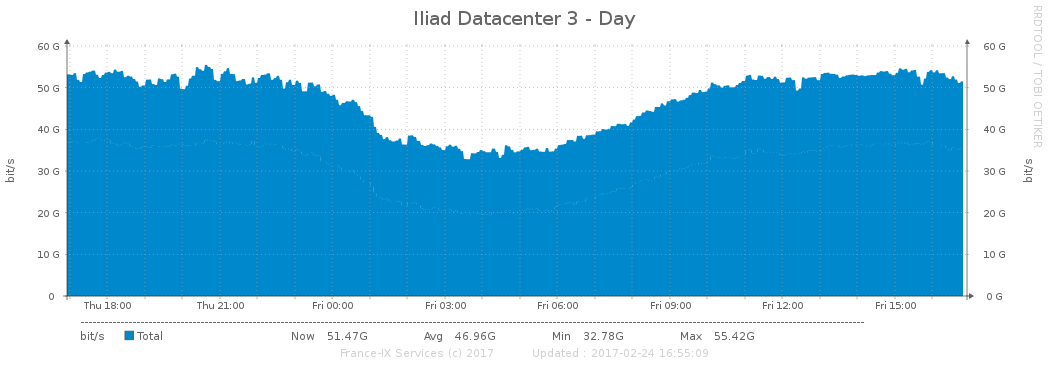 Iliad Datacenter 3 - Day
RRDTOOL / TOBI OETIKER
60 G 60 G
50 G 50 G
40 G 40 G
bit/s bit/s
30 G 30 G
20 G 20 G
10 G 10 G
0 0 G
Thu 18:00 Thu 21:00 Fri 00:00 Fri 03:00 Fri 06:00 Fri 09:00 Fri 12:00 Fri 15:00
bit/s Total Now 51.47G Avg 46.96G Min 32.78G Max 55.42G
France-IX Services (c) 2017 Updated : 2017-02-24 16:55:09